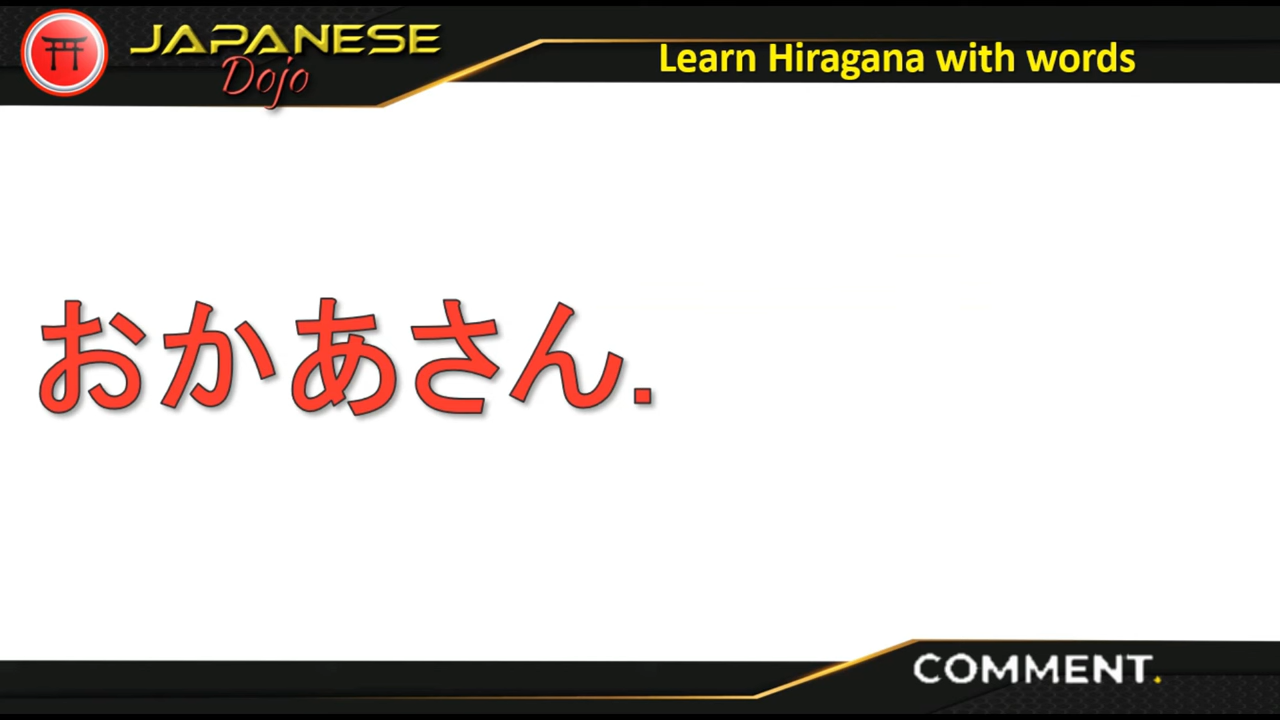 JAPANESE
Dojo
Learn Hiragana with words
おかあさん.
COMMENT.